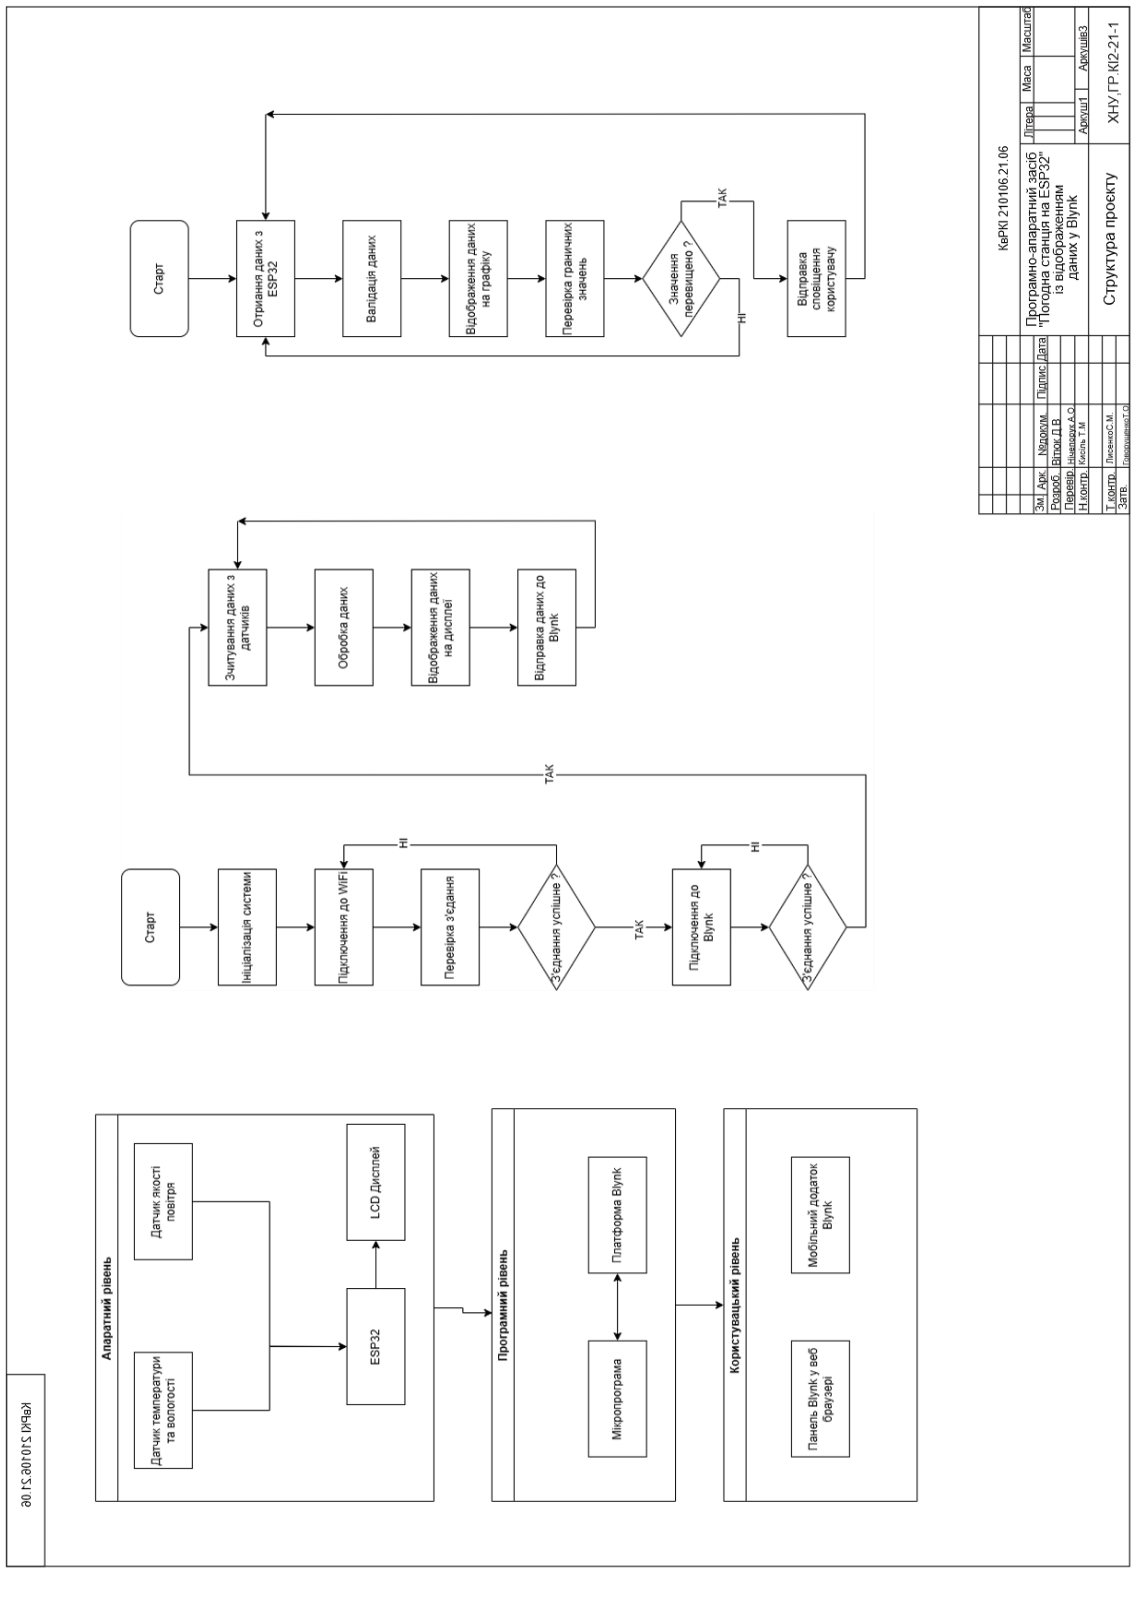 КвРКІ 210106.21.06
Апаратний рівень
Датчик температури
та вологості
Датчик якості
повітря
ESP32
LCD Дисплей
Програмний рівень
Мікропрограма
Платформа Blynk
Користувацький рівень
Панель Blynk у веб
браузері
Мобільний додаток
Blynk
Старт
Ініціалізація системи
Підключення до WiFi
Перевірка з'єдання
З'єднання успішне ?
НІ
ТАК
Підключення до
Blynk
З'єднання успішне ?
НІ
ТАК
Зчитування даних з
датчиків
Обробка даних
Відображення даних
на дисплеї
Відправка даних до
Blynk
Старт
Отриання даних з
ESP32
Валідація даних
Відображення даних
на графіку
Перевірка граничних
значень
Значення
перевищено ?
ТАК
НІ
Відправка
сповіщення
користувачу
КвРКІ 210106.21.06
Зм. Арк. №докум. Підпис Дата
Розроб. Вітюк Д.В
Перевір. Нічепорук А.О
Н.контр. Кисіль Т.М
Т.контр. ЛисенкоС.М.
Затв. ГоворущенкоТ.О
Програмно-апаратний засіб
"Погодна станція на ESP32"
із відображенням
даних у Blynk
Структура проєкту
Літера Маса Масштаб
Аркуш1 Аркушів3
ХНУ,ГР.КІ2-21-1